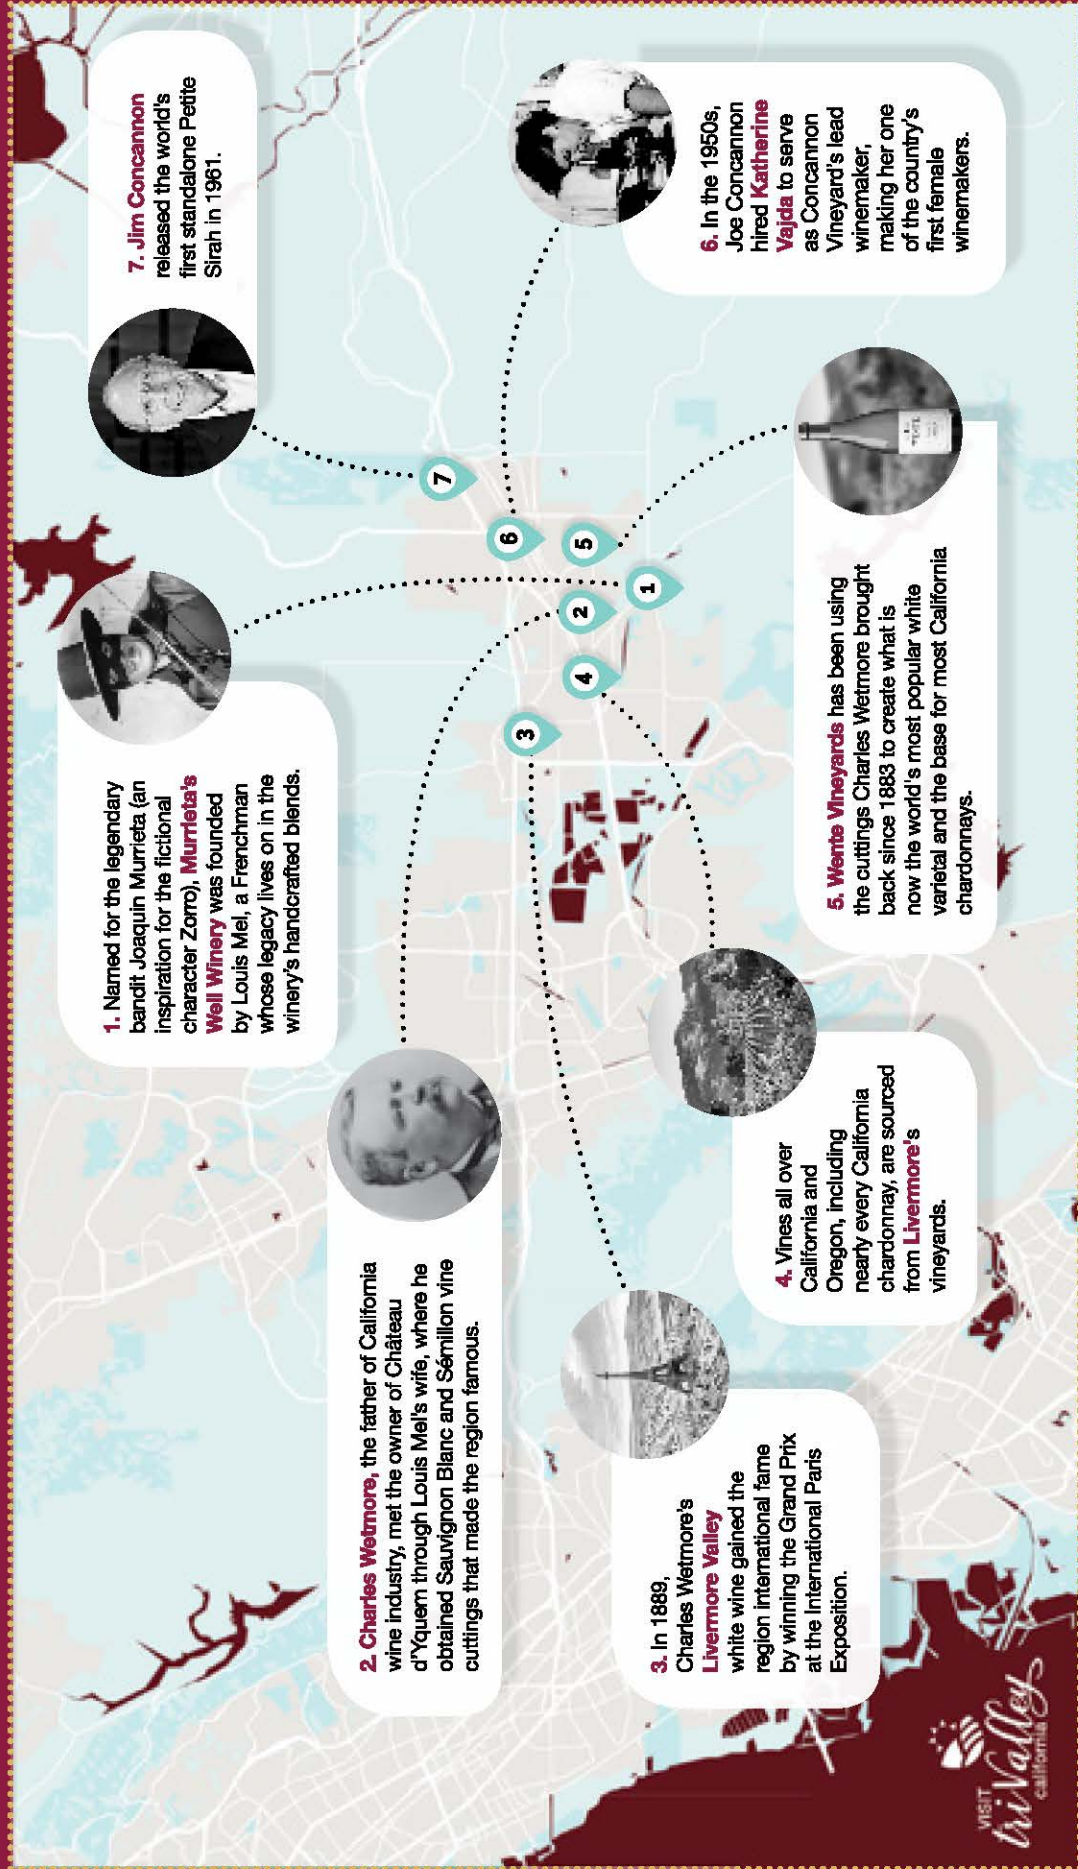 1. Named for the legendary
bandit Joaquin Murrieta (an
inspiration for the fictional
character Zorro), Murrieta's
Well Winery was founded
by Louis Mel, a Frenchman
whose legacy lives on in the
winery's handcrafted blends.
2. Charles Wetmore, the father of California
wine industry, met the owner of Château
d'Yquem through Louis Mel's wife, where he
obtained Sauvignon Blanc and Sémillon vine
cuttings that made the region famous.
3. In 1889,
Charles Wetmore's
Livermore Valley
white wine gained the
region international fame
by winning the Grand Prix
at the International Paris
Exposition.
4. Vines all over
California and
Oregon, including
nearly every California
chardonnay, are sourced
from Livermore's
vineyards.
5. Wente Vineyards has been using
the cuttings Charles Wetmore brought
back since 1883 to create what is
now the world's most popular white
varietal and the base for most California
chardonnays.
6. In the 1950s,
Joe Concannon
hired Katherine
Vajda to serve
as Concannon
Vineyard's lead
winemaker,
making her one
of the country's
first female
winemakers.
7. Jim Concannon
released the world's
first standalone Petite
Sirah in 1961.
3
4
2
1
5
6
7
VISIT
tri Valley
california